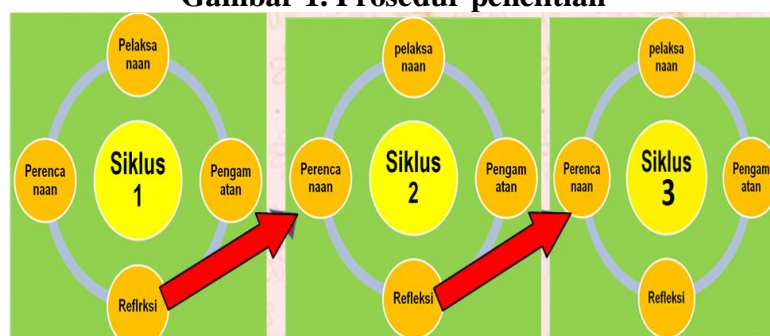 Gambar 1. Prosedur penelitian
Pelaksa
naan
Perenca
naan
Siklus
1
Pengam
atan
Reflrksi
pelaksa
naan
Perenca
naan
Siklus
2
Pengam
atan
Refleksi
pelaksa
naan
Perenca
naan
Siklus
3
Pengam
atan
Refleksi